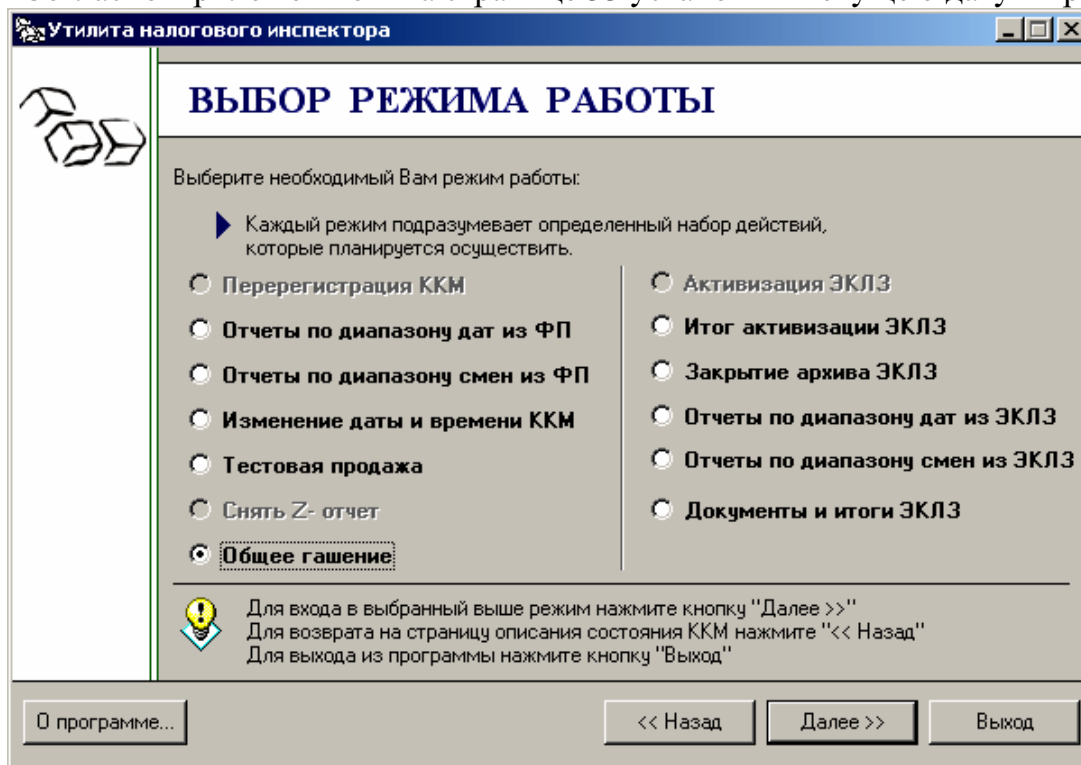 Утилита налогового инспектора
ВЫБОР РЕЖИМА РАБОТЫ
Выберите необходимый Вам режим работы:
Каждый режим подразумевает определенный набор действий,
которые планируется осуществить.
Перерегистрация ККМ
Отчеты по диапазону дат из ФП
Отчеты по диапазону смен из ФП
Изменение даты и времени ККМ
Тестовая продажа
Снять Z- отчет
Общее гашение
Активизация ЭКЛЗ
Итог активизации ЭКЛЗ
Закрытие архива ЭКЛЗ
Отчеты по диапазону дат из ЭКЛЗ
Отчеты по диапазону смен из ЭКЛЗ
Документы и итоги ЭКЛЗ
Для входа в выбранный выше режим нажмите кнопку "Далее >>"
Для возврата на страницу описания состояния ККМ нажмите "<< Назад"
Для выхода из программы нажмите кнопку "Выход"
О программе...
<< Назад
Далее >>
Выход